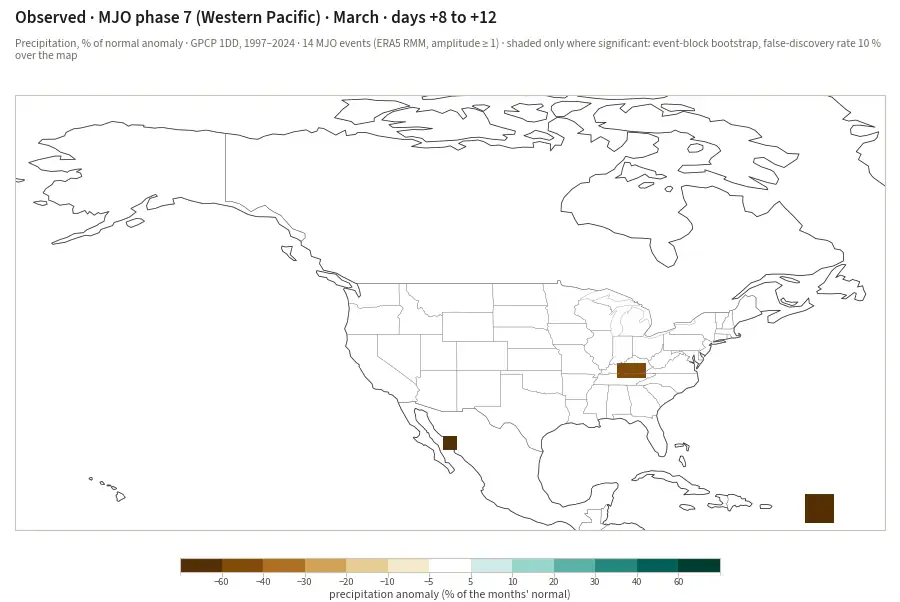 Observed · MJO phase 7 (Western Pacific) · March · days +8 to +12
Precipitation, % of normal anomaly · GPCP 1DD, 1997–2024 · 14 MJO events (ERA5 RMM, amplitude ≥ 1) · shaded only where significant: event-block bootstrap, false-discovery rate 10 %
over the map
−60 −40 −30 −20 −10 −5 5 10 20 30 40 60
precipitation anomaly (% of the months' normal)